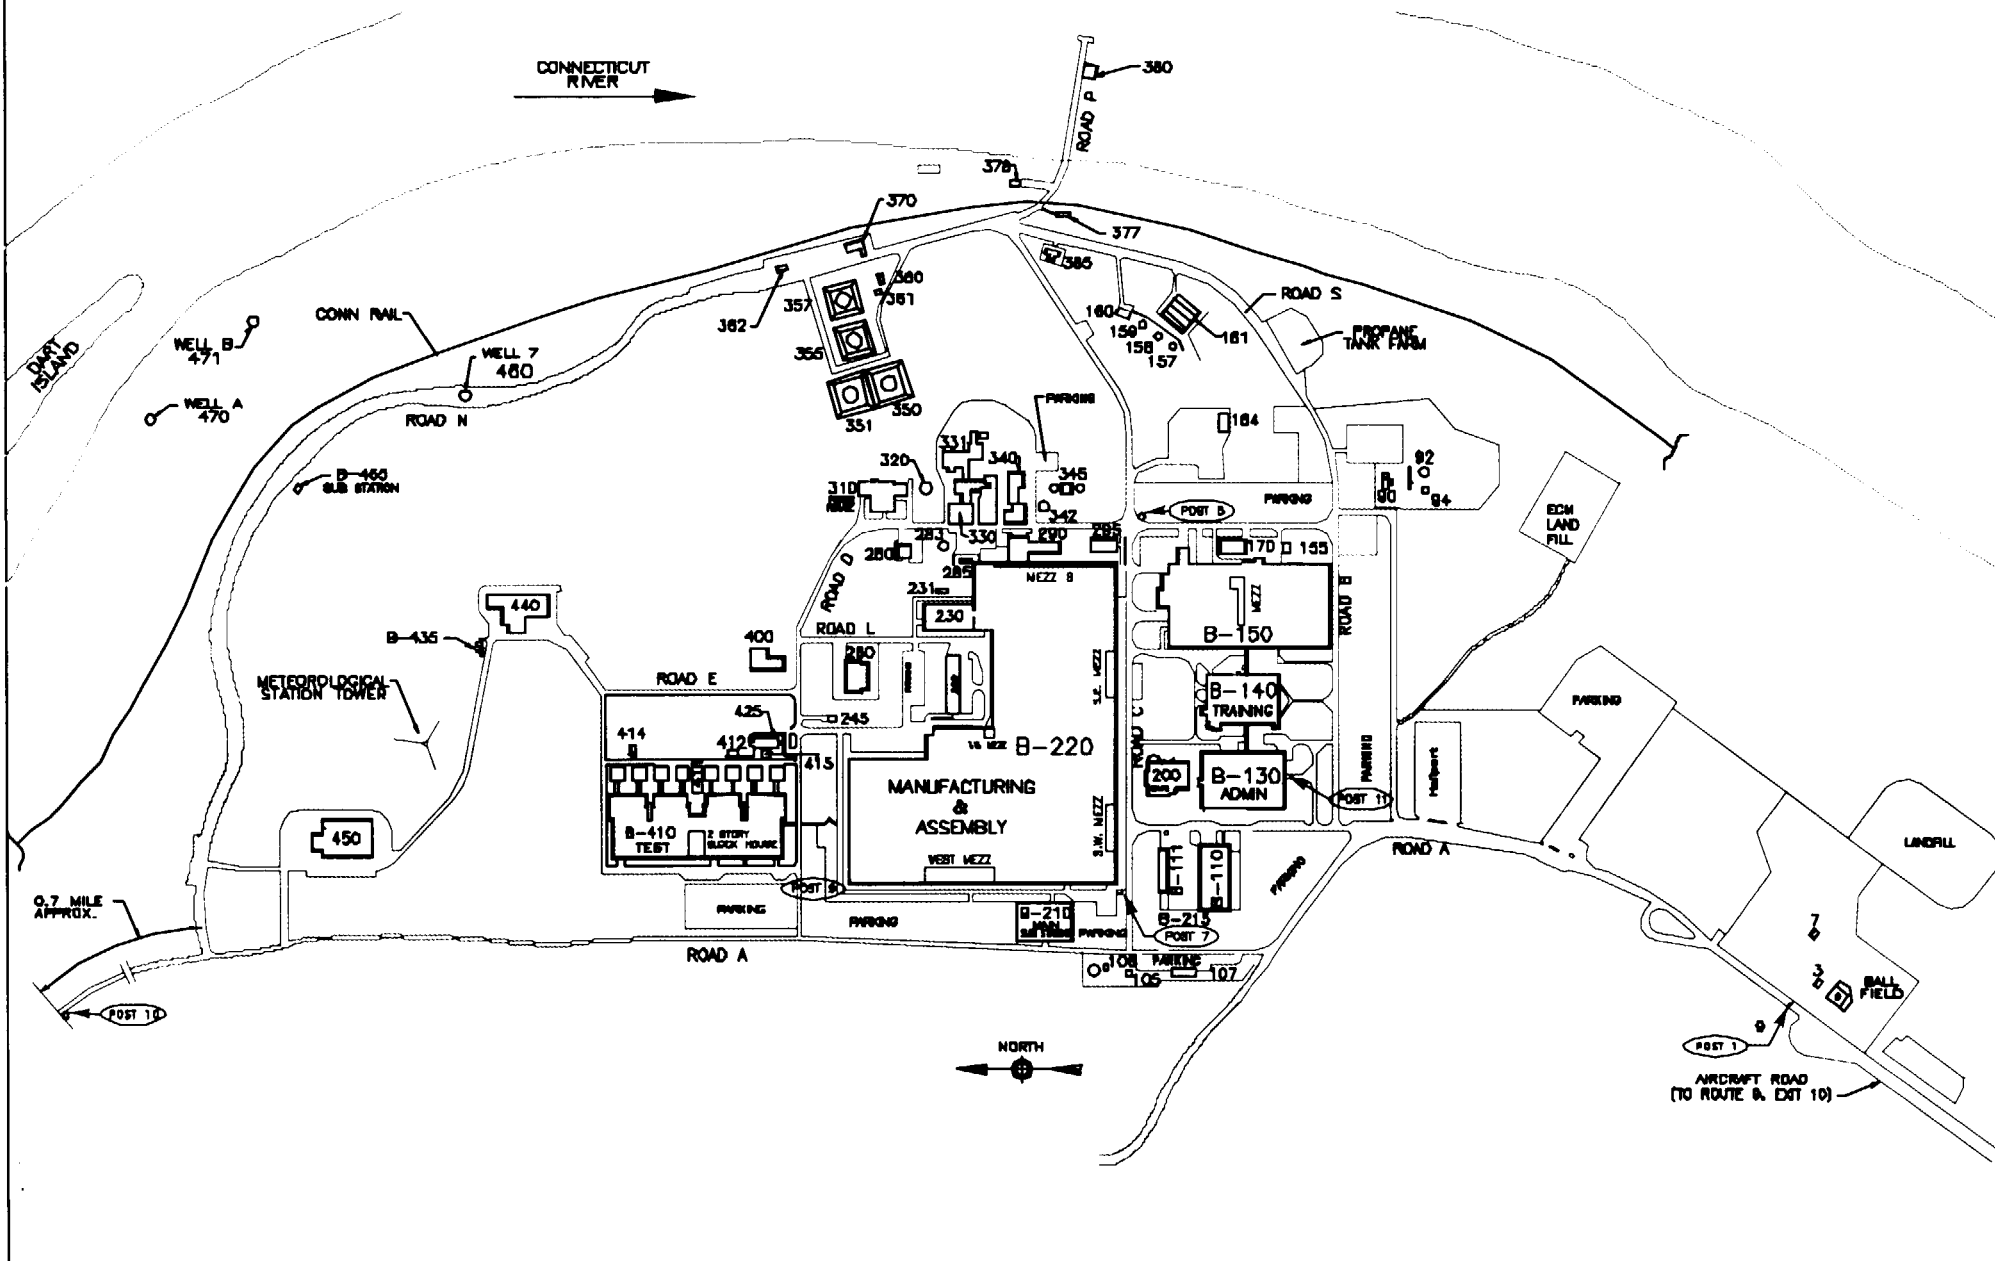 CONNECTICUT
RIVER
380
ROAD P
378
370
377
385
360
361
357
362
ROAD S
CONN RAIL
160
159
158
157
161
PROPANE
TANK FARM
WELL B
471
DART
ISLAND
WELL 7
460
355
WELL A
470
ROAD N
350
351
PARKING
164
331
340
320
345
92
90
94
B-465
SUB STATION
310
PARKING
POST 5
342
ECM
LAND
FILL
283
330
290
295
280
170
155
285
MEZZ 8
ROAD D
231
230
MEZZ
ROAD B
440
ROAD L
B-150
B-435
400
260
S.E. MEZZ
ROAD E
B-140
TRAINING
METEOROLOGICAL
STATION TOWER
PARKING
425
245
414
412
415
B-220
ROAD C
200
B-130
ADMIN
PARKING
MANUFACTURING
&
ASSEMBLY
POST 11
S.W. MEZZ
B-410
TEST
2 STORY
BLOCK HOUSE
450
LANDFILL
ROAD A
WEST MEZZ
B-111
B-110
PARKING
POST 9
0.7 MILE
APPROX.
PARKING
PARKING
B-210
MAIN
PARKING
B-215
POST 7
7
ROAD A
PARKING
106
105
107
3
BALL
FIELD
POST 10
9
NORTH
POST 1
AIRCRAFT ROAD
(TO ROUTE 9, EXIT 10)